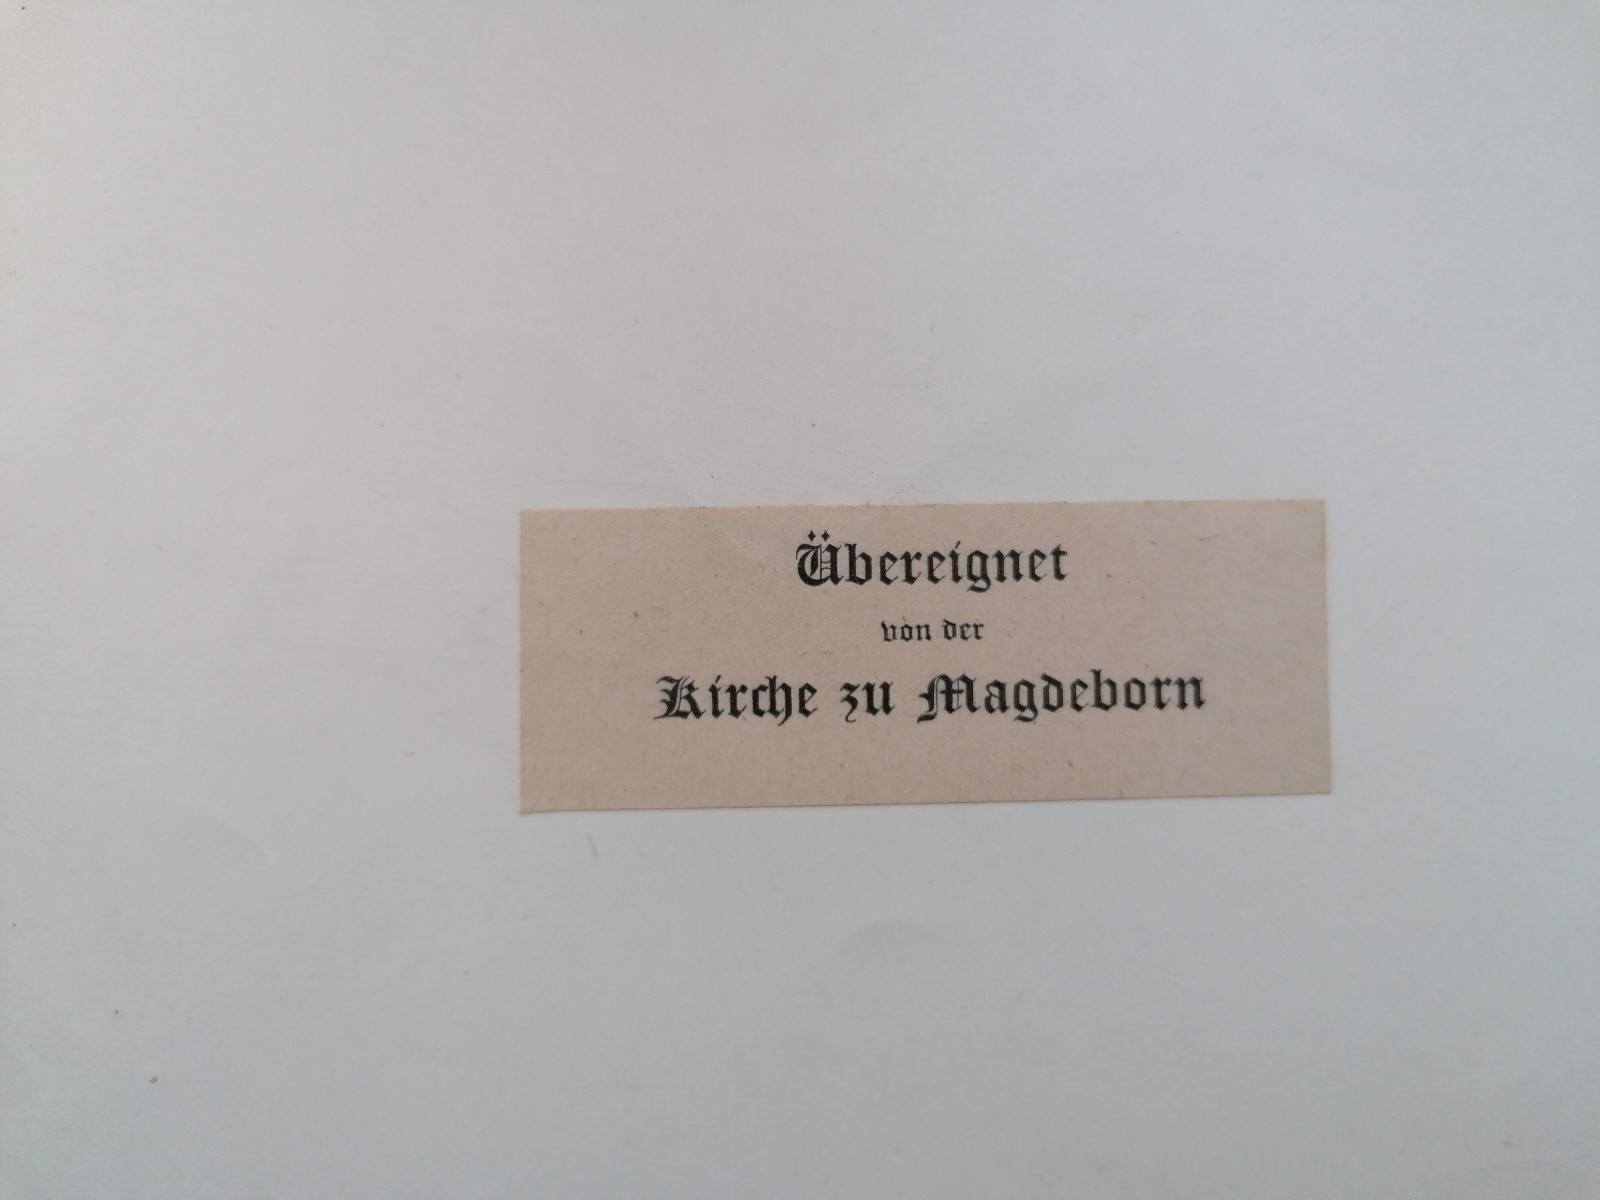 Übereignet
von der
Kirche zu Magdeborn